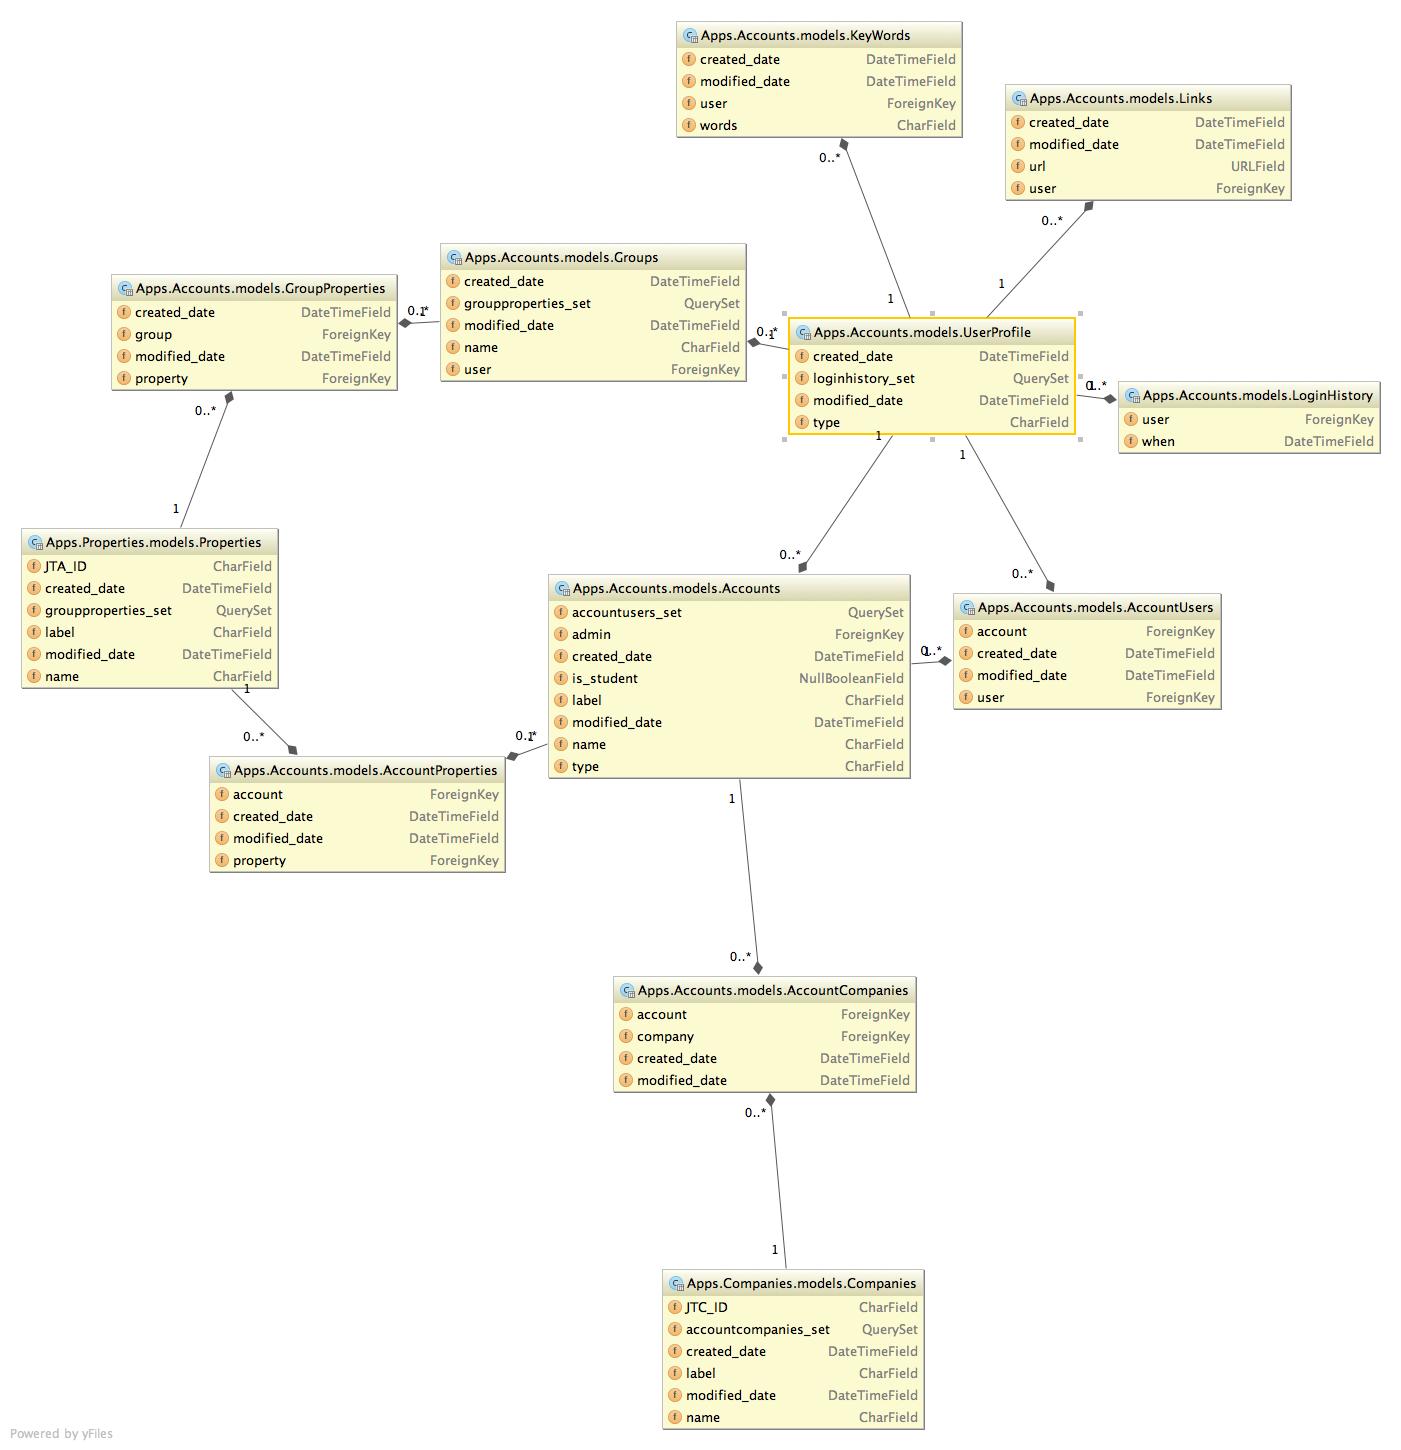 Apps.Accounts.models.KeyWords
created_date DateTimeField
modified_date DateTimeField
user ForeignKey
words CharField
0..*
1
Apps.Accounts.models.Links
created_date DateTimeField
modified_date DateTimeField
url URLField
user ForeignKey
0..*
1
Apps.Accounts.models.Groups
created_date DateTimeField
groupproperties_set QuerySet
modified_date DateTimeField
name CharField
user ForeignKey
0..*
1
Apps.Accounts.models.GroupProperties
created_date DateTimeField
group ForeignKey
modified_date DateTimeField
property ForeignKey
0..*
1
0..*
1
Apps.Accounts.models.UserProfile
created_date DateTimeField
loginhistory_set QuerySet
modified_date DateTimeField
type CharField
1
0..*
1
0..*
1
0..*
Apps.Accounts.models.LoginHistory
user ForeignKey
when DateTimeField
Apps.Properties.models.Properties
JTA_ID CharField
created_date DateTimeField
groupproperties_set QuerySet
label CharField
modified_date DateTimeField
name CharField
1
0..*
Apps.Accounts.models.Accounts
accountusers_set QuerySet
admin ForeignKey
created_date DateTimeField
is_student NullBooleanField
label CharField
modified_date DateTimeField
name CharField
type CharField
1
0..*
Apps.Accounts.models.AccountUsers
account ForeignKey
created_date DateTimeField
modified_date DateTimeField
user ForeignKey
0..*
1
Apps.Accounts.models.AccountProperties
account ForeignKey
created_date DateTimeField
modified_date DateTimeField
property ForeignKey
1
0..*
Apps.Accounts.models.AccountCompanies
account ForeignKey
company ForeignKey
created_date DateTimeField
modified_date DateTimeField
0..*
1
Apps.Companies.models.Companies
JTC_ID CharField
accountcompanies_set QuerySet
created_date DateTimeField
label CharField
modified_date DateTimeField
name CharField
Powered by yFiles